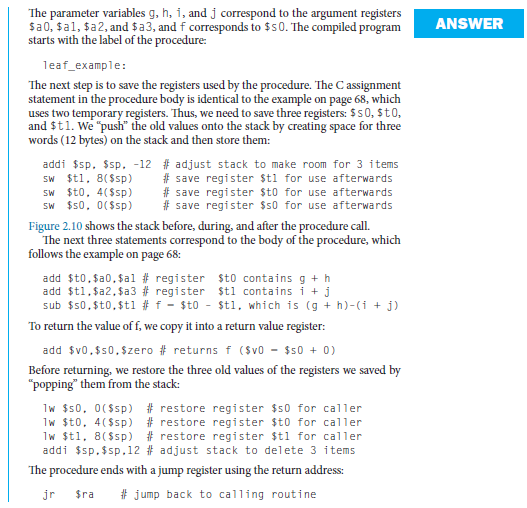 The parameter variables g, h, i, and j correspond to the argument registers
$a0, $a1, $a2, and $a3, and f corresponds to $s0. The compiled program
starts with the label of the procedure:
ANSWER
leaf_example:
The next step is to save the registers used by the procedure. The C assignment
statement in the procedure body is identical to the example on page 68, which
uses two temporary registers. Thus, we need to save three registers: $s0, $t0,
and $t1. We “push” the old values onto the stack by creating space for three
words (12 bytes) on the stack and then store them:
addi $sp, $sp, -12 # adjust stack to make room for 3 items
sw $t1, 8($sp) # save register $t1 for use afterwards
sw $t0, 4($sp) # save register $t0 for use afterwards
sw $s0, 0($sp) # save register $s0 for use afterwards
Figure 2.10 shows the stack before, during, and after the procedure call.
The next three statements correspond to the body of the procedure, which
follows the example on page 68:
add $t0,$a0,$a1 # register $t0 contains g + h
add $t1,$a2,$a3 # register $t1 contains i + j
sub $s0,$t0,$t1 # f = $t0 - $t1, which is (g + h)-(i + j)
To return the value of f, we copy it into a return value register:
add $v0,$s0,$zero # returns f ($v0 = $s0 + 0)
Before returning, we restore the three old values of the registers we saved by
“popping” them from the stack:
lw $s0, 0($sp) # restore register $s0 for caller
lw $t0, 4($sp) # restore register $t0 for caller
lw $t1, 8($sp) # restore register $t1 for caller
addi $sp,$sp,12 # adjust stack to delete 3 items
The procedure ends with a jump register using the return address:
jr $ra # jump back to calling routine